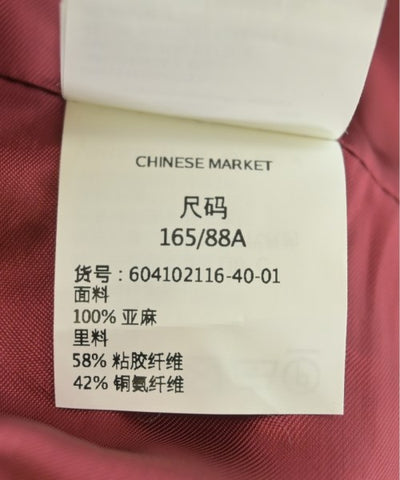 CHINESE MARKET
尺码
165/88A
货号：604102116-40-01
面料
100% 亚麻
里料
58% 粘胶纤维
42% 铜氨纤维